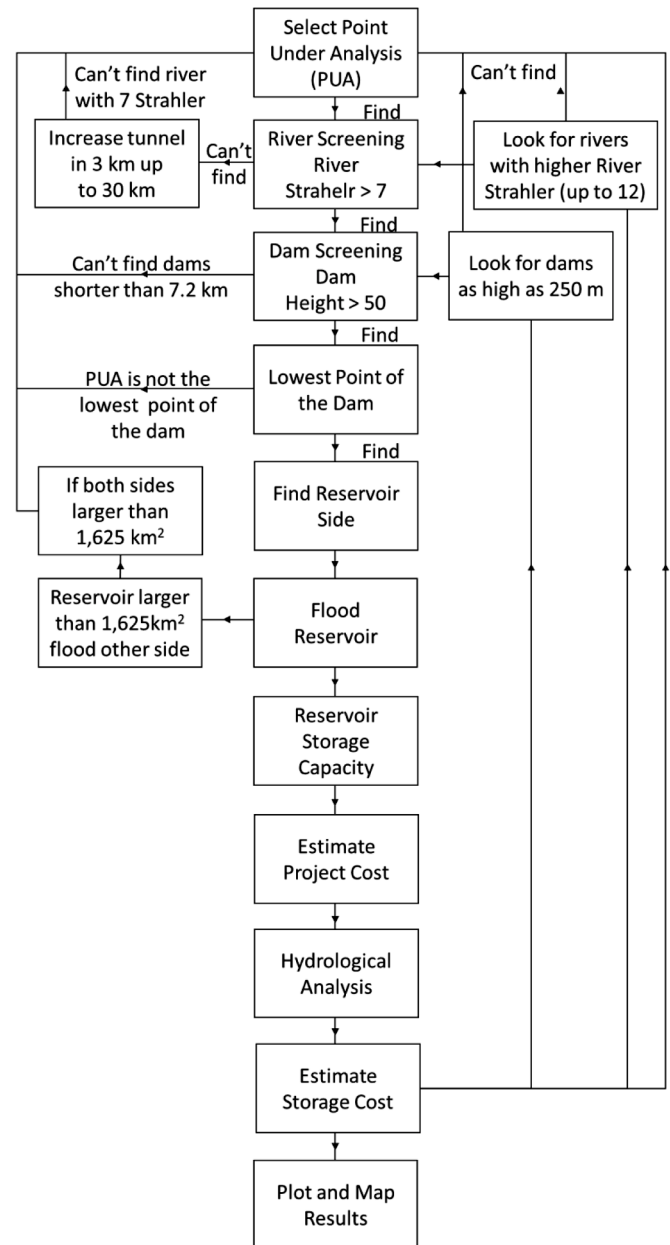 Select Point
Under Analysis
(PUA)
Can't find river
with 7 Strahler
Can't find
Find
Increase tunnel
in 3 km up
to 30 km
Can't
find
River Screening
River
Strahelr > 7
Look for rivers
with higher River
Strahler (up to 12)
Find
Can't find dams
shorter than 7.2 km
Dam Screening
Dam
Height > 50
Look for dams
as high as 250 m
Find
PUA is not the
lowest point of
the dam
Lowest Point of
the Dam
Find
If both sides
larger than
1,625 km²
Find Reservoir
Side
Reservoir larger
than 1,625km²
flood other side
Flood
Reservoir
Reservoir
Storage
Capacity
Estimate
Project Cost
Hydrological
Analysis
Estimate
Storage Cost
Plot and Map
Results